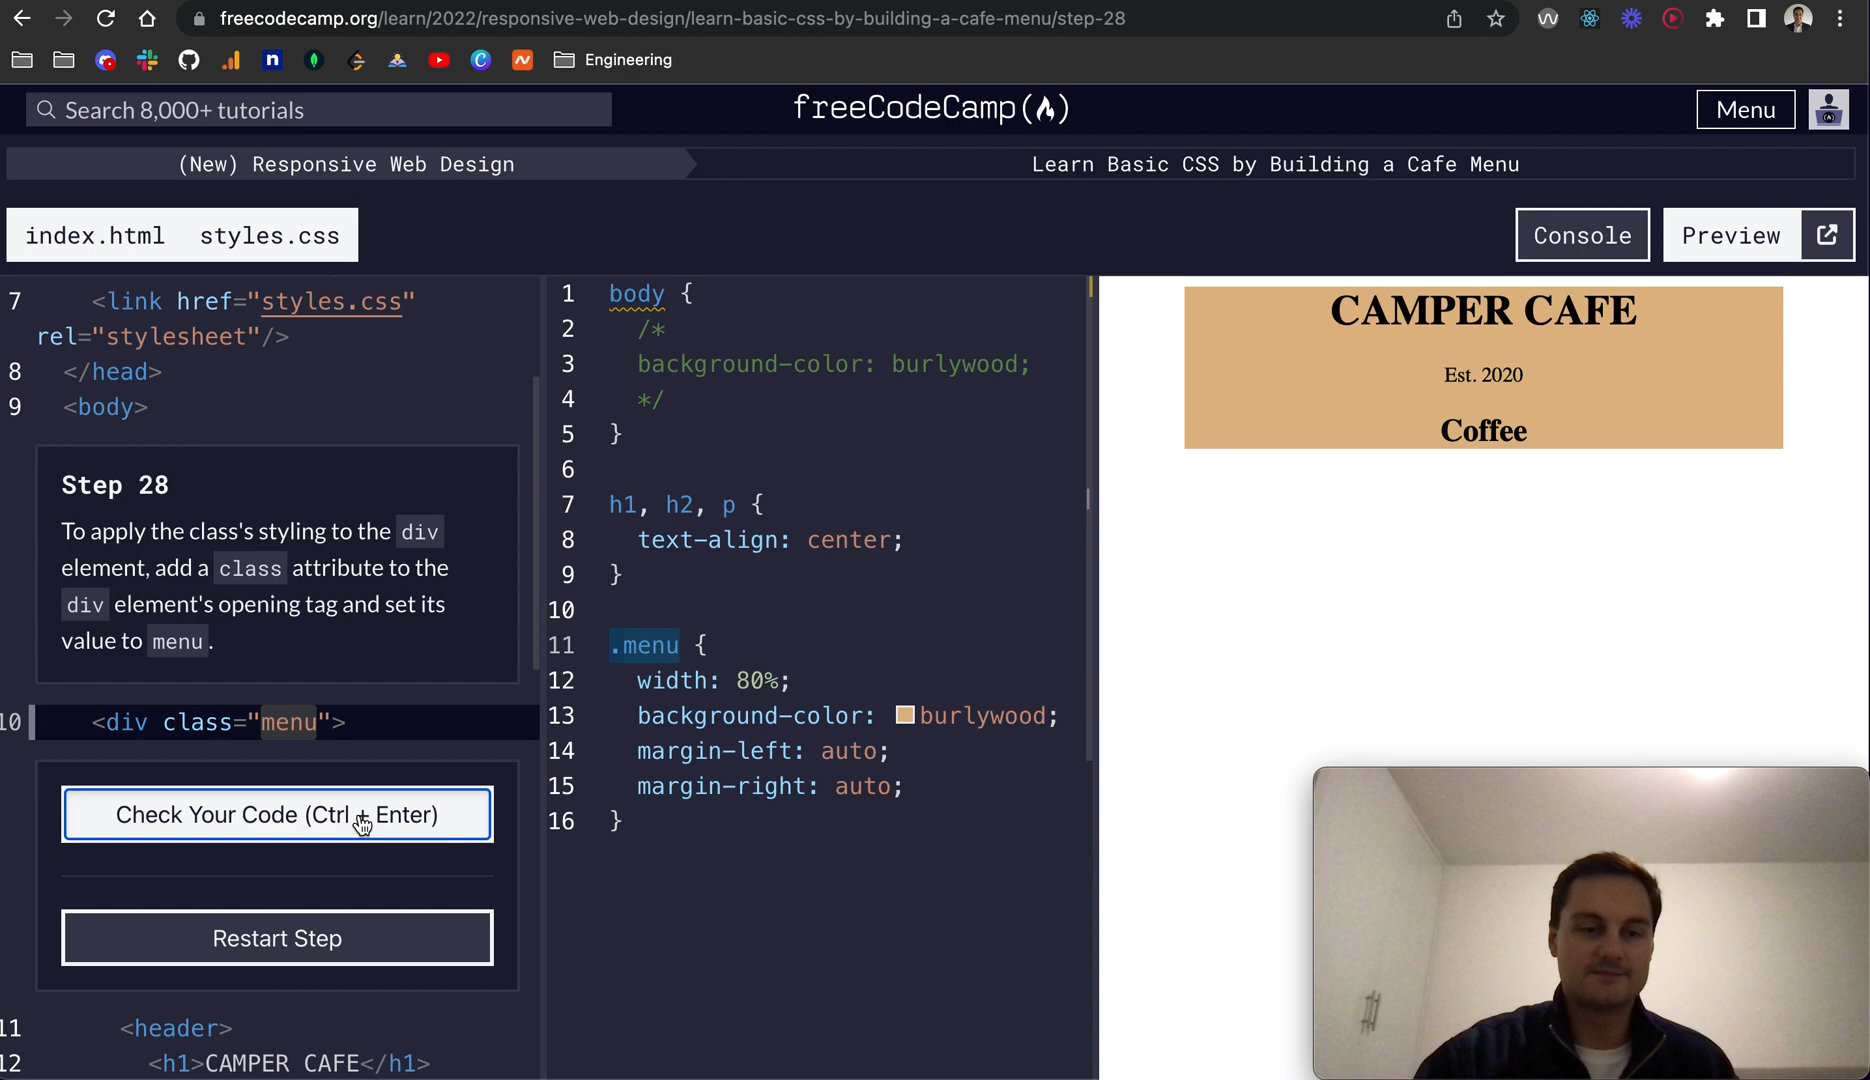 freecodecamp.org/learn/2022/responsive-web-design/learn-basic-css-by-building-a-cafe-menu/step-28
Engineering
Search 8,000+ tutorials
freeCodeCamp(🔥)
Menu
(New) Responsive Web Design
Learn Basic CSS by Building a Cafe Menu
index.html
styles.css
Console
Preview
7 <link href="styles.css"
rel="stylesheet"/>
8 </head>
9 <body>
Step 28
To apply the class's styling to the div
element, add a class attribute to the
div element's opening tag and set its
value to menu.
10 <div class="menu">
Check Your Code (Ctrl + Enter)
Restart Step
11 <header>
12 <h1>CAMPER CAFE</h1>
1 body {
2 /*
3 background-color: burlywood;
4 */
5 }
6
7 h1, h2, p {
8 text-align: center;
9 }
10
11 .menu {
12 width: 80%;
13 background-color: burlywood;
14 margin-left: auto;
15 margin-right: auto;
16 }
CAMPER CAFE
Est. 2020
Coffee